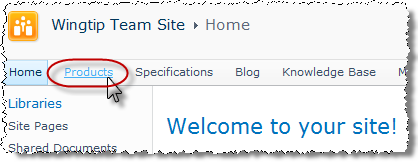 Wingtip Team Site ▸ Home
Home Products Specifications Blog Knowledge Base M
Libraries
Site Pages
Shared Documents
Welcome to your site!